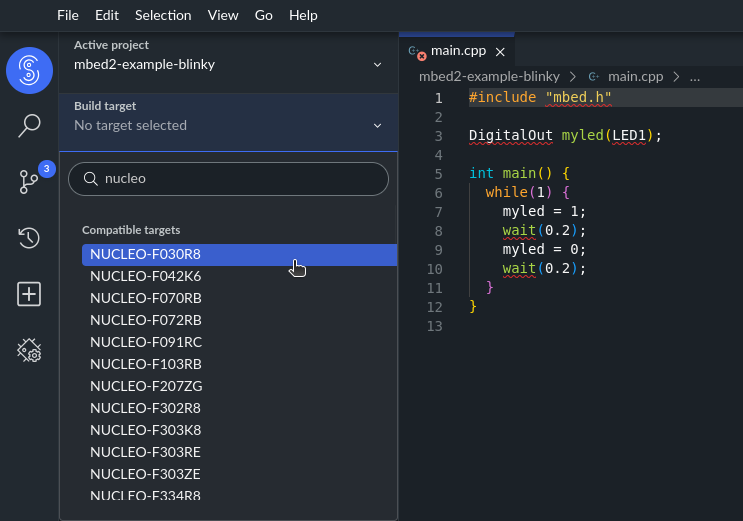 File Edit Selection View Go Help
Active project
mbed2-example-blinky
Build target
No target selected
nucleo
Compatible targets
NUCLEO-F030R8
NUCLEO-F042K6
NUCLEO-F070RB
NUCLEO-F072RB
NUCLEO-F091RC
NUCLEO-F103RB
NUCLEO-F207ZG
NUCLEO-F302R8
NUCLEO-F303K8
NUCLEO-F303RE
NUCLEO-F303ZE
NUCLEO-F334R8
3
main.cpp
mbed2-example-blinky > main.cpp > ...
1 #include "mbed.h"
2
3 DigitalOut myled(LED1);
4
5 int main() {
6   while(1) {
7     myled = 1;
8     wait(0.2);
9     myled = 0;
10     wait(0.2);
11   }
12 }
13